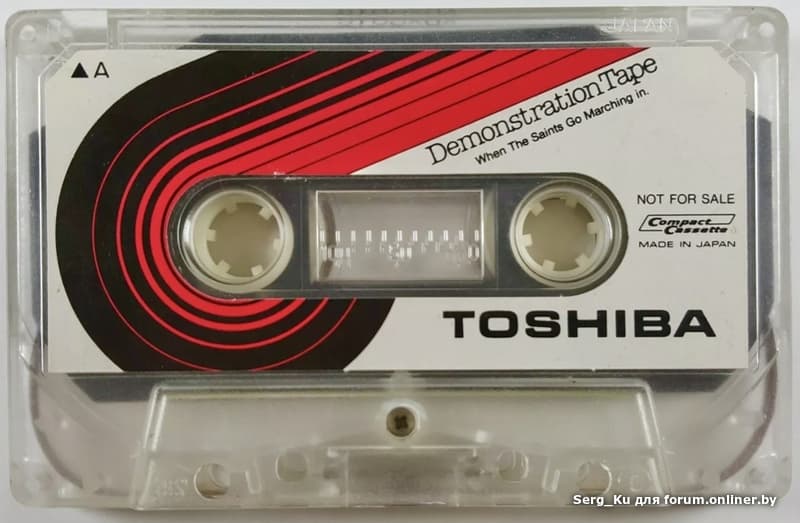 ▲A
Demonstration Tape
When The Saints Go Marching in.
NOT FOR SALE
Compact
Cassette
MADE IN JAPAN
TOSHIBA
Serg_Ku для forum.onliner.by